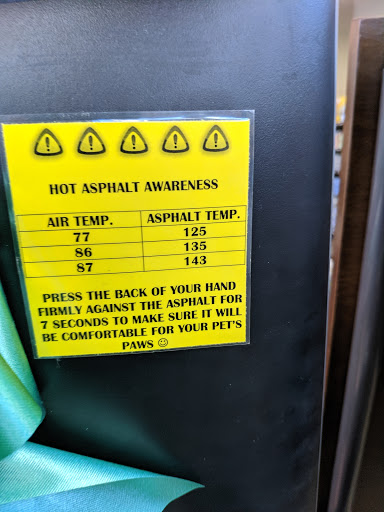 HOT ASPHALT AWARENESS
AIR TEMP. ASPHALT TEMP.
77 125
86 135
87 143
PRESS THE BACK OF YOUR HAND
FIRMLY AGAINST THE ASPHALT FOR
7 SECONDS TO MAKE SURE IT WILL
BE COMFORTABLE FOR YOUR PET'S
PAWS ☺